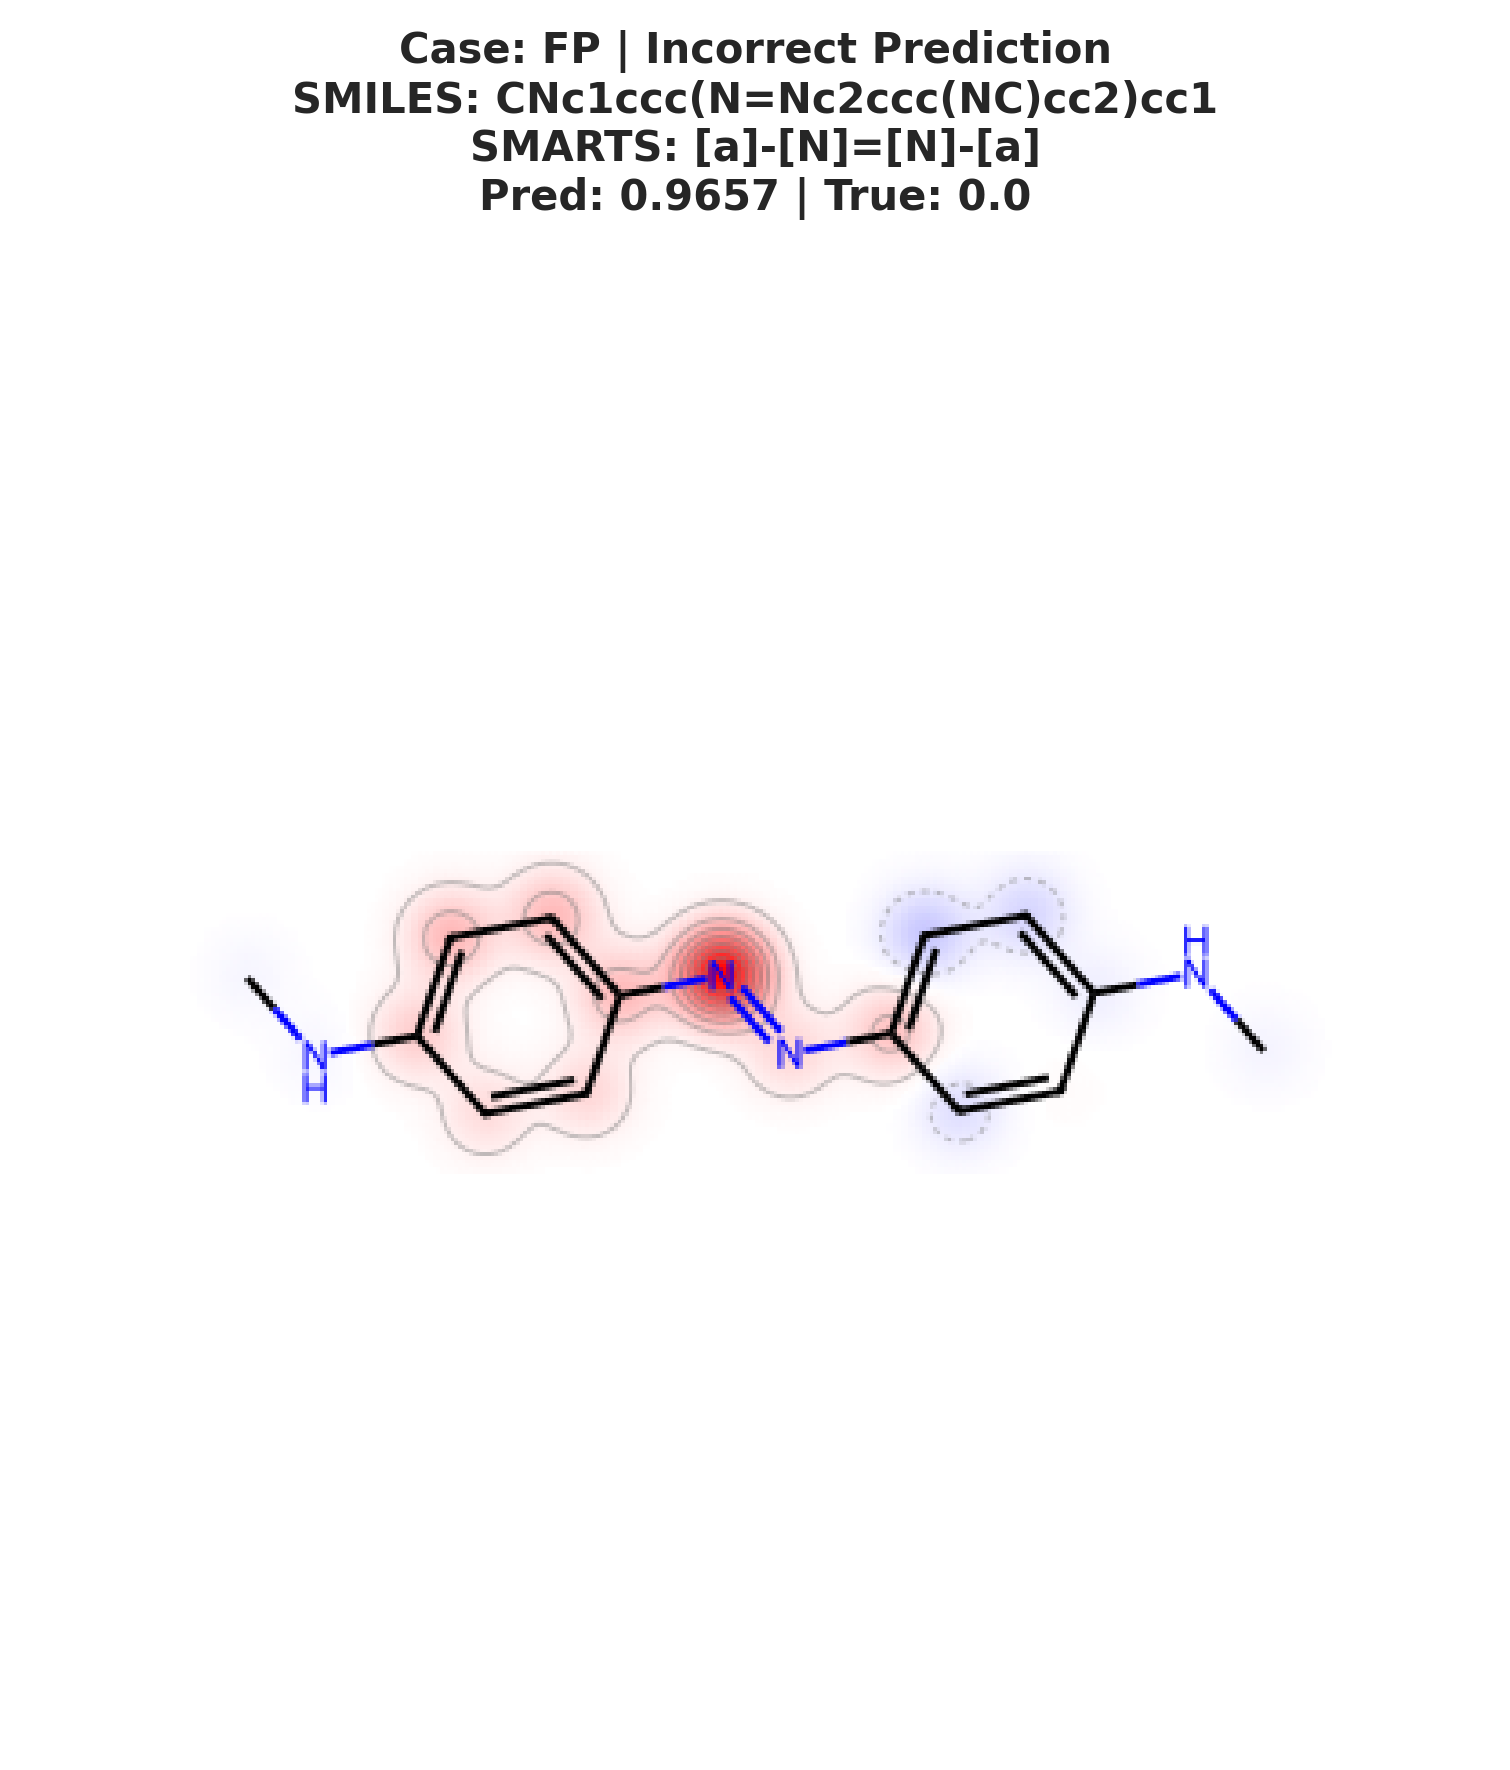 Case: FP | Incorrect Prediction
SMILES: CNc1ccc(N=Nc2ccc(NC)cc2)cc1
SMARTS: [a]-[N]=[N]-[a]
Pred: 0.9657 | True: 0.0
H
N
N
N
N
H